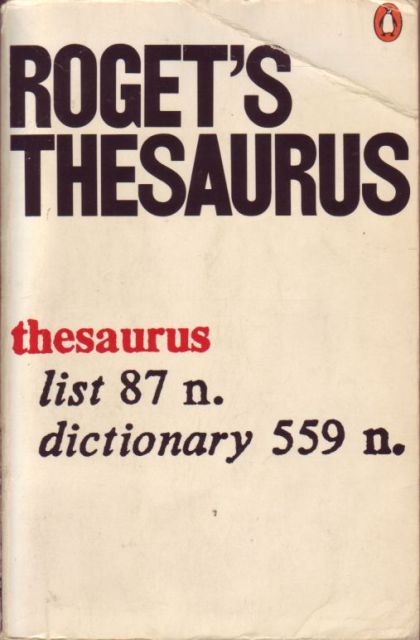 ROGET'S
THESAURUS
thesaurus
list 87 n.
dictionary 559 n.